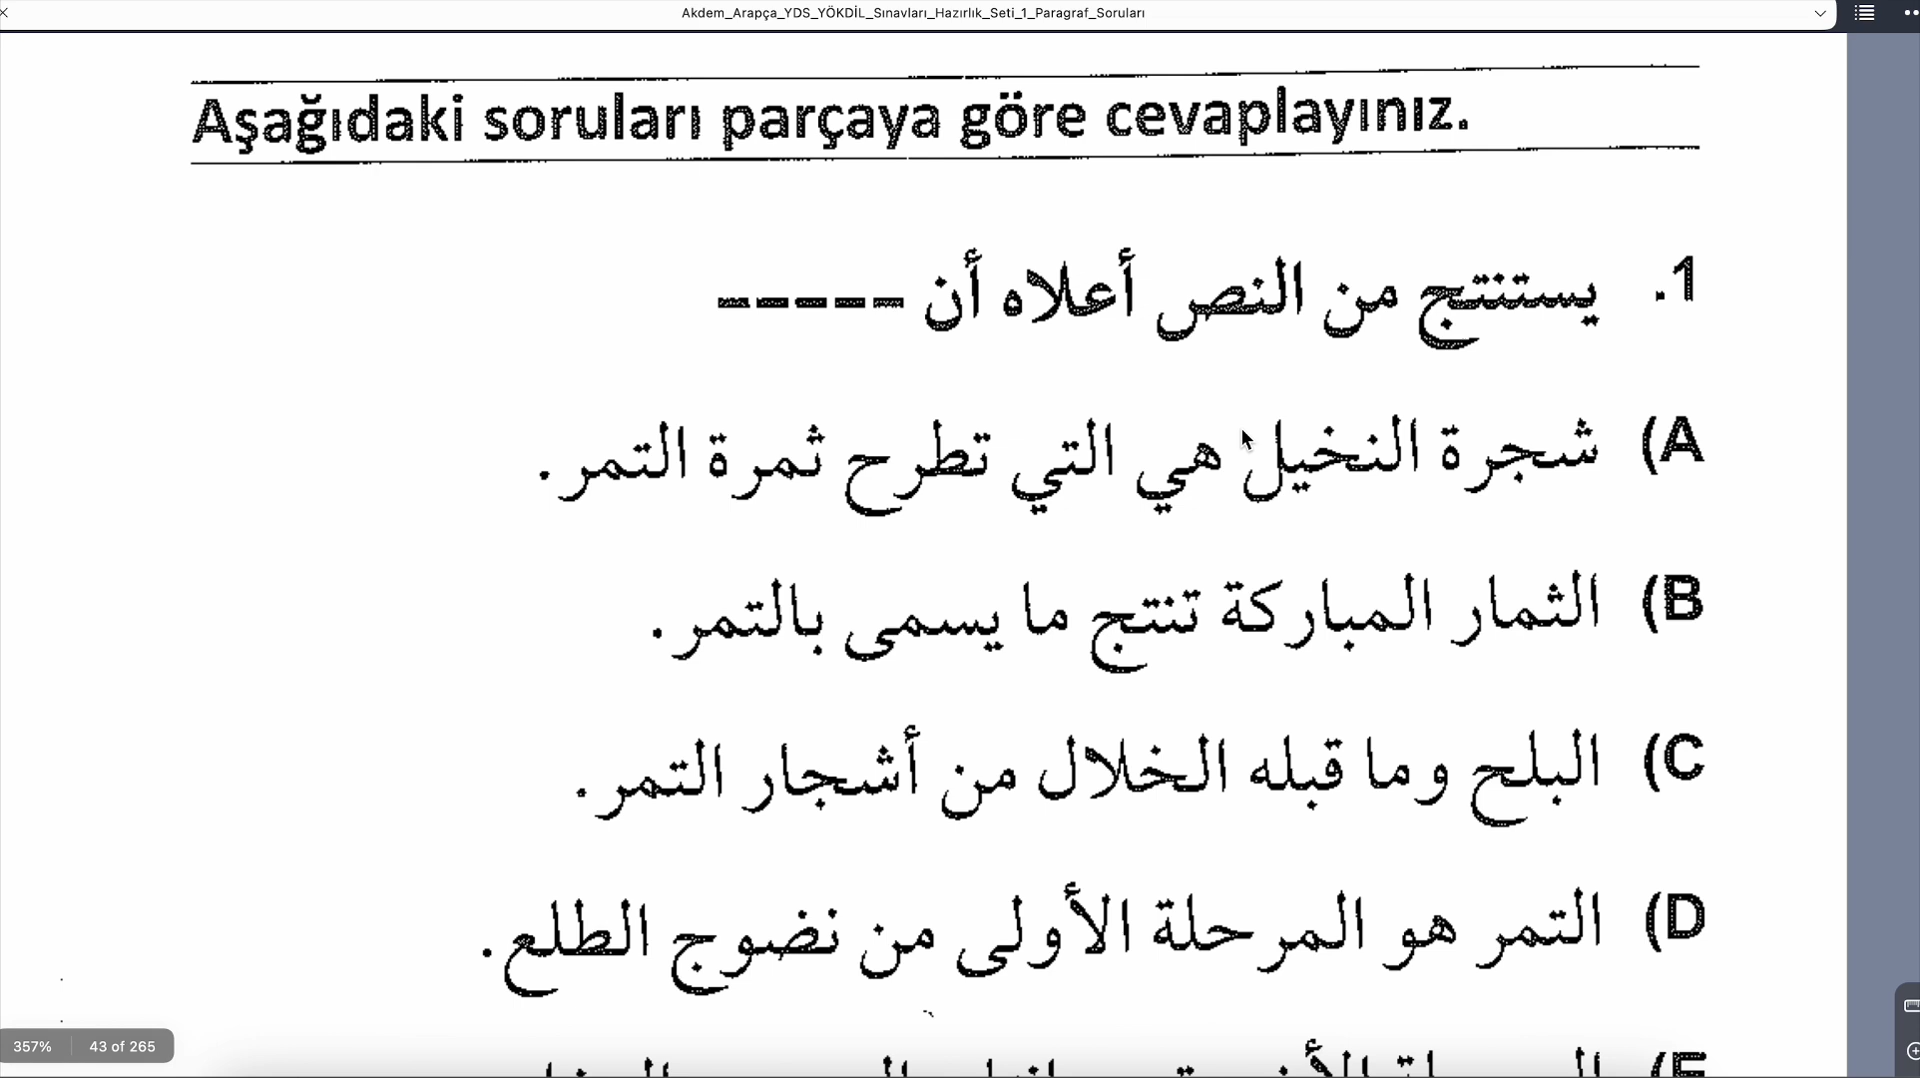 Akdem_Arapça_YDS_YÖKDİL_Sınavları_Hazırlık_Seti_1_Paragraf_Soruları
Aşağıdaki soruları parçaya göre cevaplayınız.
1. يستنتج من النص أعلاه أن -----
A) شجرة النخيل هي التي تطرح ثمرة التمر.
B) الثمار المباركة تنتج ما يسمى بالتمر.
C) البلح وما قبله الخلال من أشجار التمر.
D) التمر هو المرحلة الأولى من نضوج الطلع.
E)
357% 43 of 265